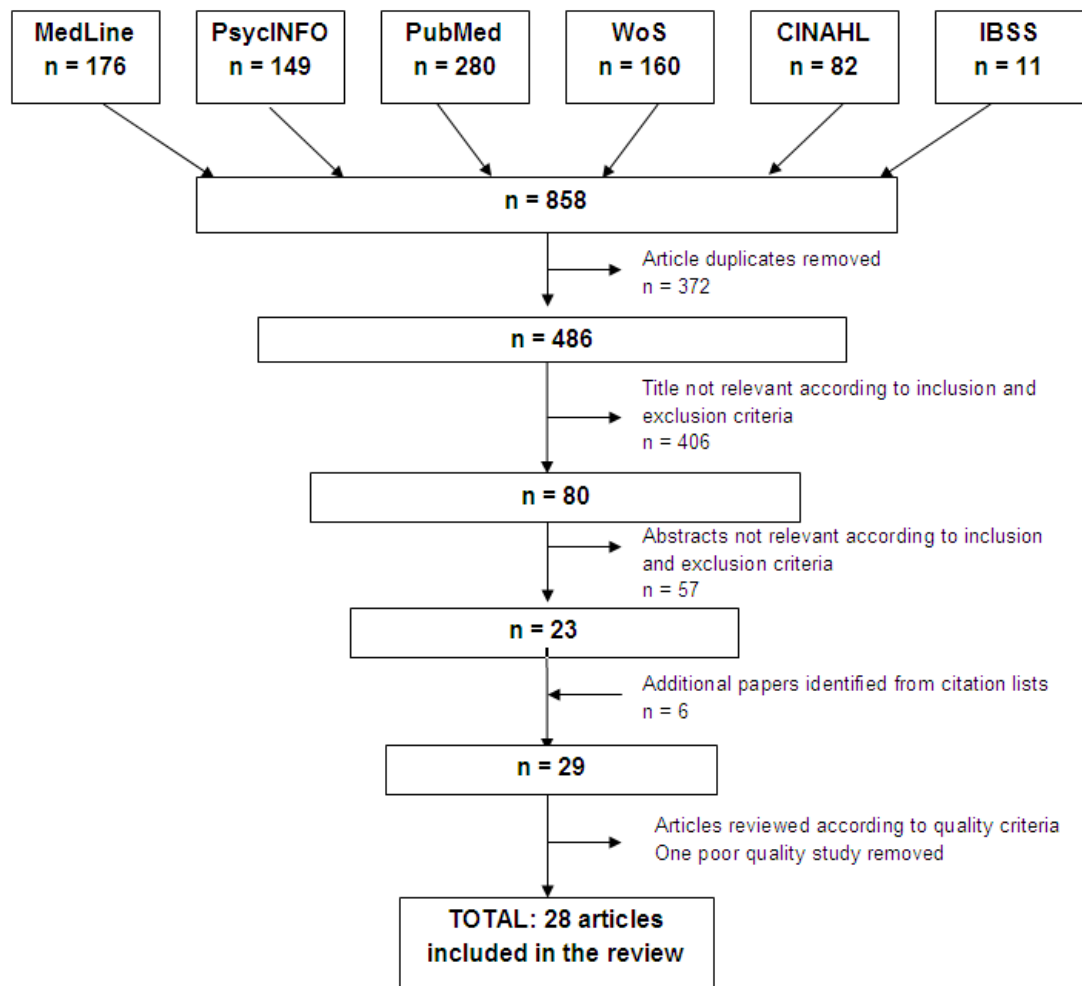 MedLine
n = 176
PsycINFO
n = 149
PubMed
n = 280
WoS
n = 160
CINAHL
n = 82
IBSS
n = 11
n = 858
Article duplicates removed
n = 372
n = 486
Title not relevant according to inclusion and
exclusion criteria
n = 406
n = 80
Abstracts not relevant according to inclusion
and exclusion criteria
n = 57
n = 23
Additional papers identified from citation lists
n = 6
n = 29
Articles reviewed according to quality criteria
One poor quality study removed
TOTAL: 28 articles
included in the review